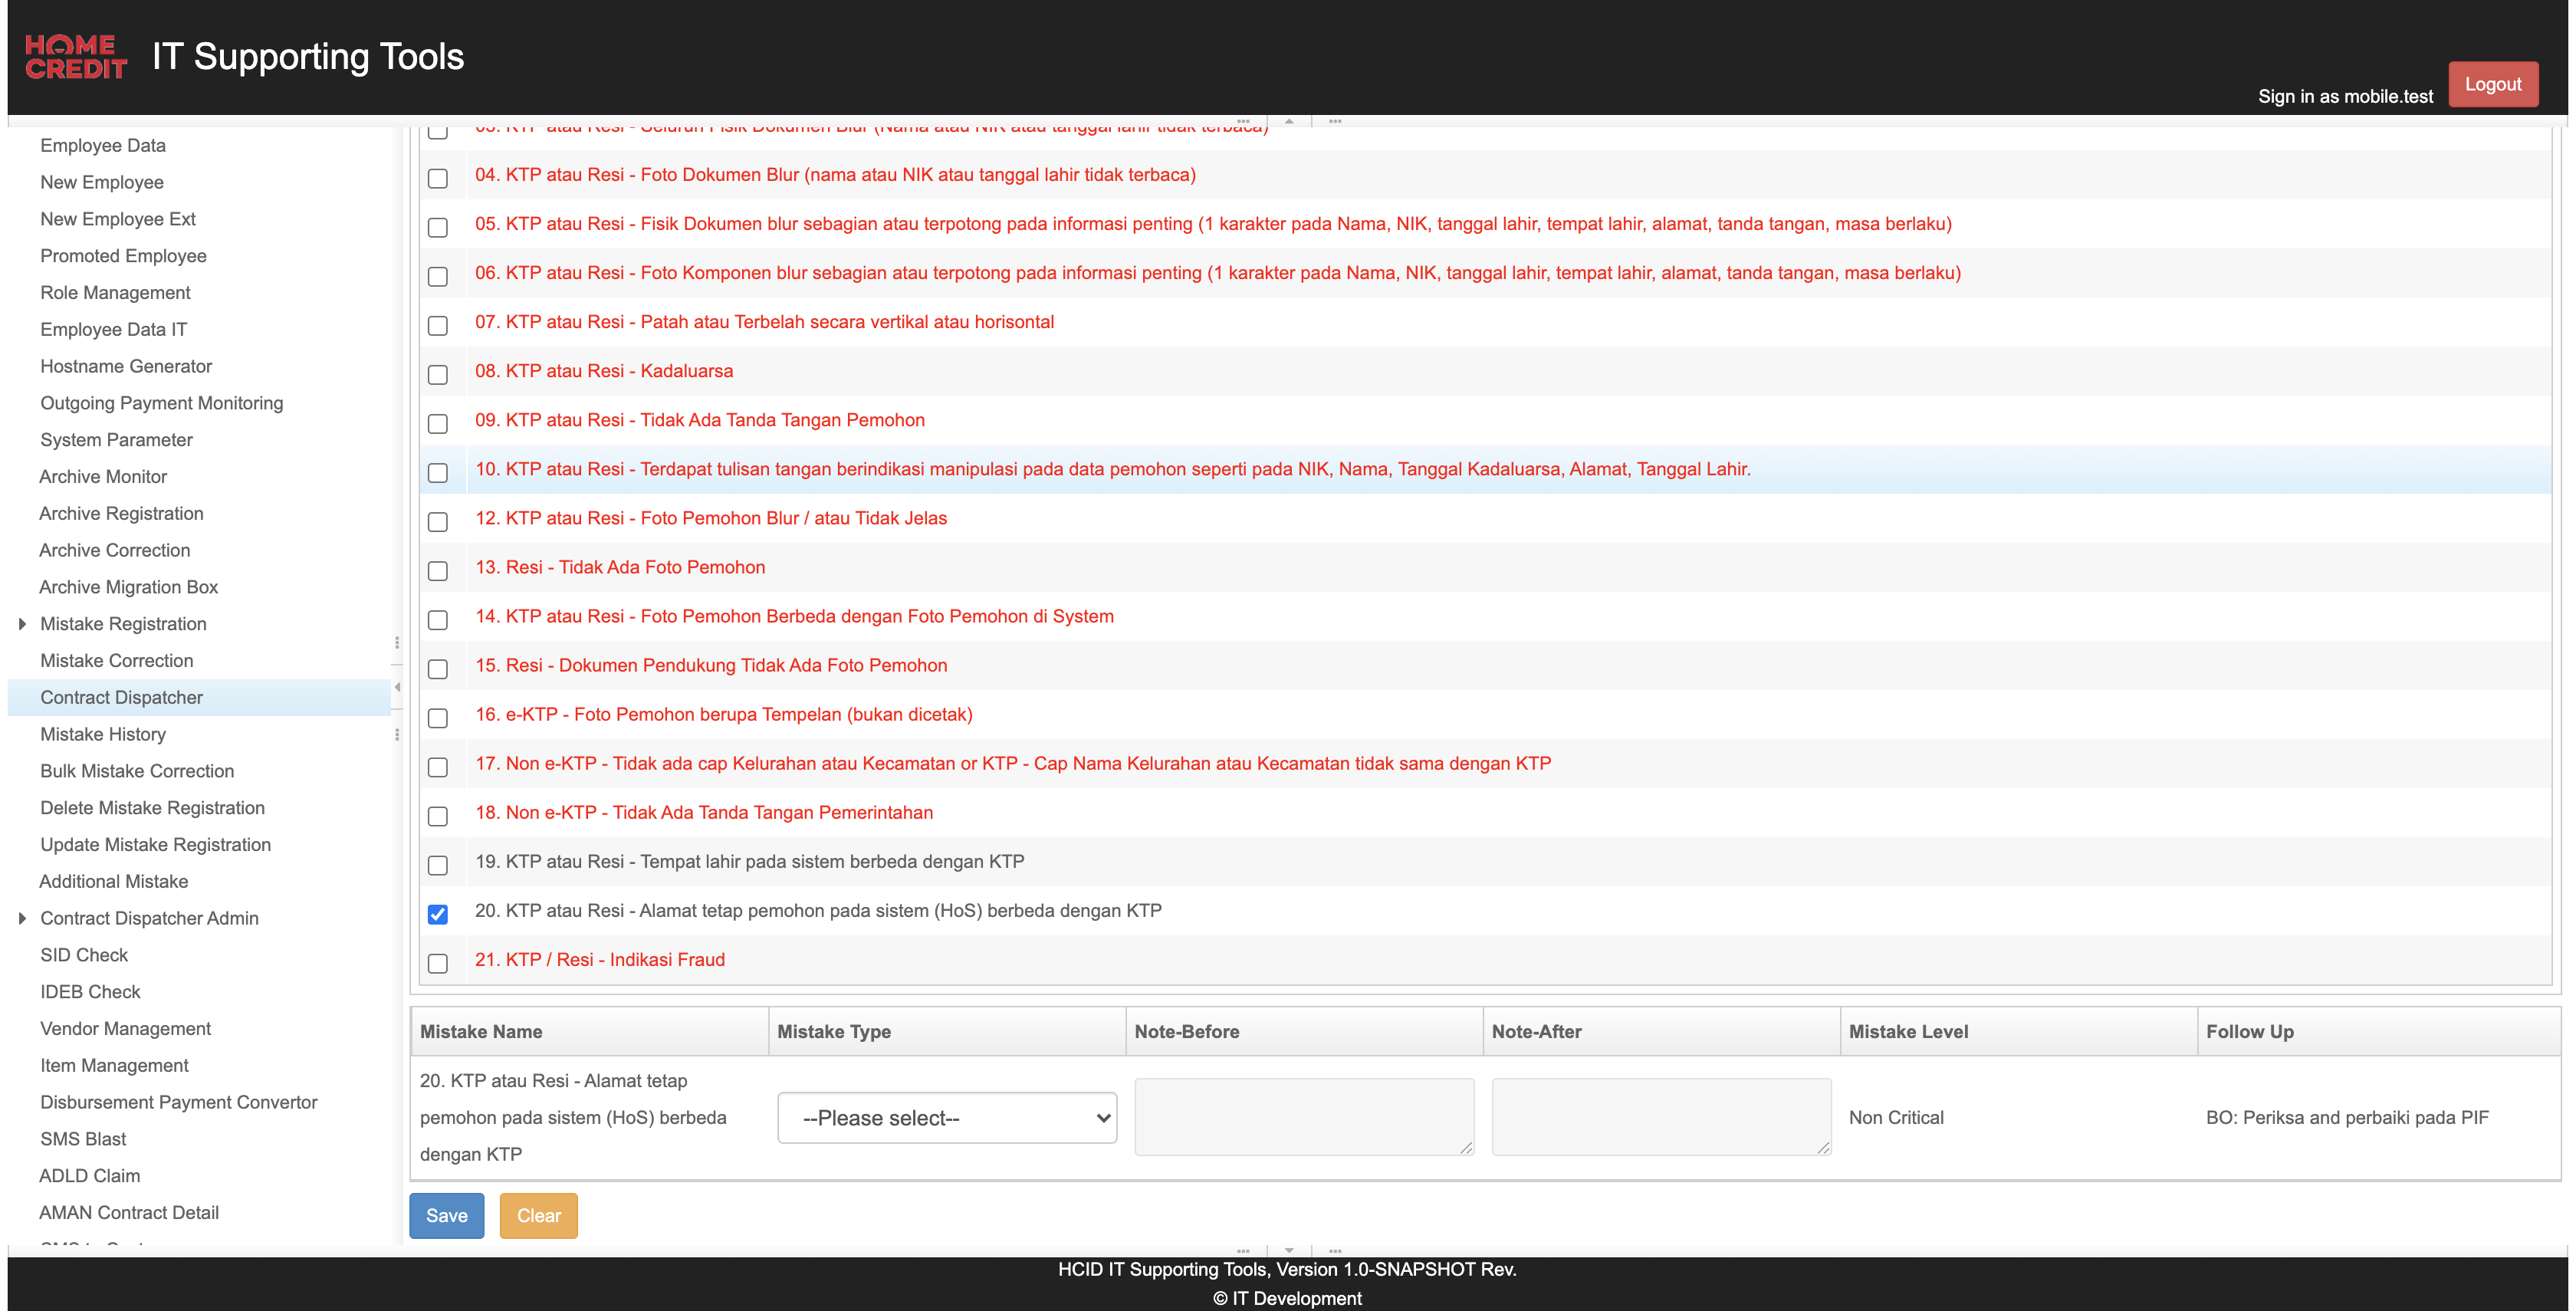 HOME
CREDIT
IT Supporting Tools
Sign in as mobile.test
Logout
Employee Data
New Employee
New Employee Ext
Promoted Employee
Role Management
Employee Data IT
Hostname Generator
Outgoing Payment Monitoring
System Parameter
Archive Monitor
Archive Registration
Archive Correction
Archive Migration Box
Mistake Registration
Mistake Correction
Contract Dispatcher
Mistake History
Bulk Mistake Correction
Delete Mistake Registration
Update Mistake Registration
Additional Mistake
Contract Dispatcher Admin
SID Check
IDEB Check
Vendor Management
Item Management
Disbursement Payment Convertor
SMS Blast
ADLD Claim
AMAN Contract Detail
03. KTP atau Resi - Seluruh Fisik Dokumen Blur (Nama atau NIK atau tanggal lahir tidak terbaca)
04. KTP atau Resi - Foto Dokumen Blur (nama atau NIK atau tanggal lahir tidak terbaca)
05. KTP atau Resi - Fisik Dokumen blur sebagian atau terpotong pada informasi penting (1 karakter pada Nama, NIK, tanggal lahir, tempat lahir, alamat, tanda tangan, masa berlaku)
06. KTP atau Resi - Foto Komponen blur sebagian atau terpotong pada informasi penting (1 karakter pada Nama, NIK, tanggal lahir, tempat lahir, alamat, tanda tangan, masa berlaku)
07. KTP atau Resi - Patah atau Terbelah secara vertikal atau horisontal
08. KTP atau Resi - Kadaluarsa
09. KTP atau Resi - Tidak Ada Tanda Tangan Pemohon
10. KTP atau Resi - Terdapat tulisan tangan berindikasi manipulasi pada data pemohon seperti pada NIK, Nama, Tanggal Kadaluarsa, Alamat, Tanggal Lahir.
12. KTP atau Resi - Foto Pemohon Blur / atau Tidak Jelas
13. Resi - Tidak Ada Foto Pemohon
14. KTP atau Resi - Foto Pemohon Berbeda dengan Foto Pemohon di System
15. Resi - Dokumen Pendukung Tidak Ada Foto Pemohon
16. e-KTP - Foto Pemohon berupa Tempelan (bukan dicetak)
17. Non e-KTP - Tidak ada cap Kelurahan atau Kecamatan or KTP - Cap Nama Kelurahan atau Kecamatan tidak sama dengan KTP
18. Non e-KTP - Tidak Ada Tanda Tangan Pemerintahan
19. KTP atau Resi - Tempat lahir pada sistem berbeda dengan KTP
20. KTP atau Resi - Alamat tetap pemohon pada sistem (HoS) berbeda dengan KTP
21. KTP / Resi - Indikasi Fraud
Mistake Name
Mistake Type
Note-Before
Note-After
Mistake Level
Follow Up
20. KTP atau Resi - Alamat tetap
pemohon pada sistem (HoS) berbeda
dengan KTP
--Please select--
Non Critical
BO: Periksa and perbaiki pada PIF
Save
Clear
HCID IT Supporting Tools, Version 1.0-SNAPSHOT Rev.
© IT Development